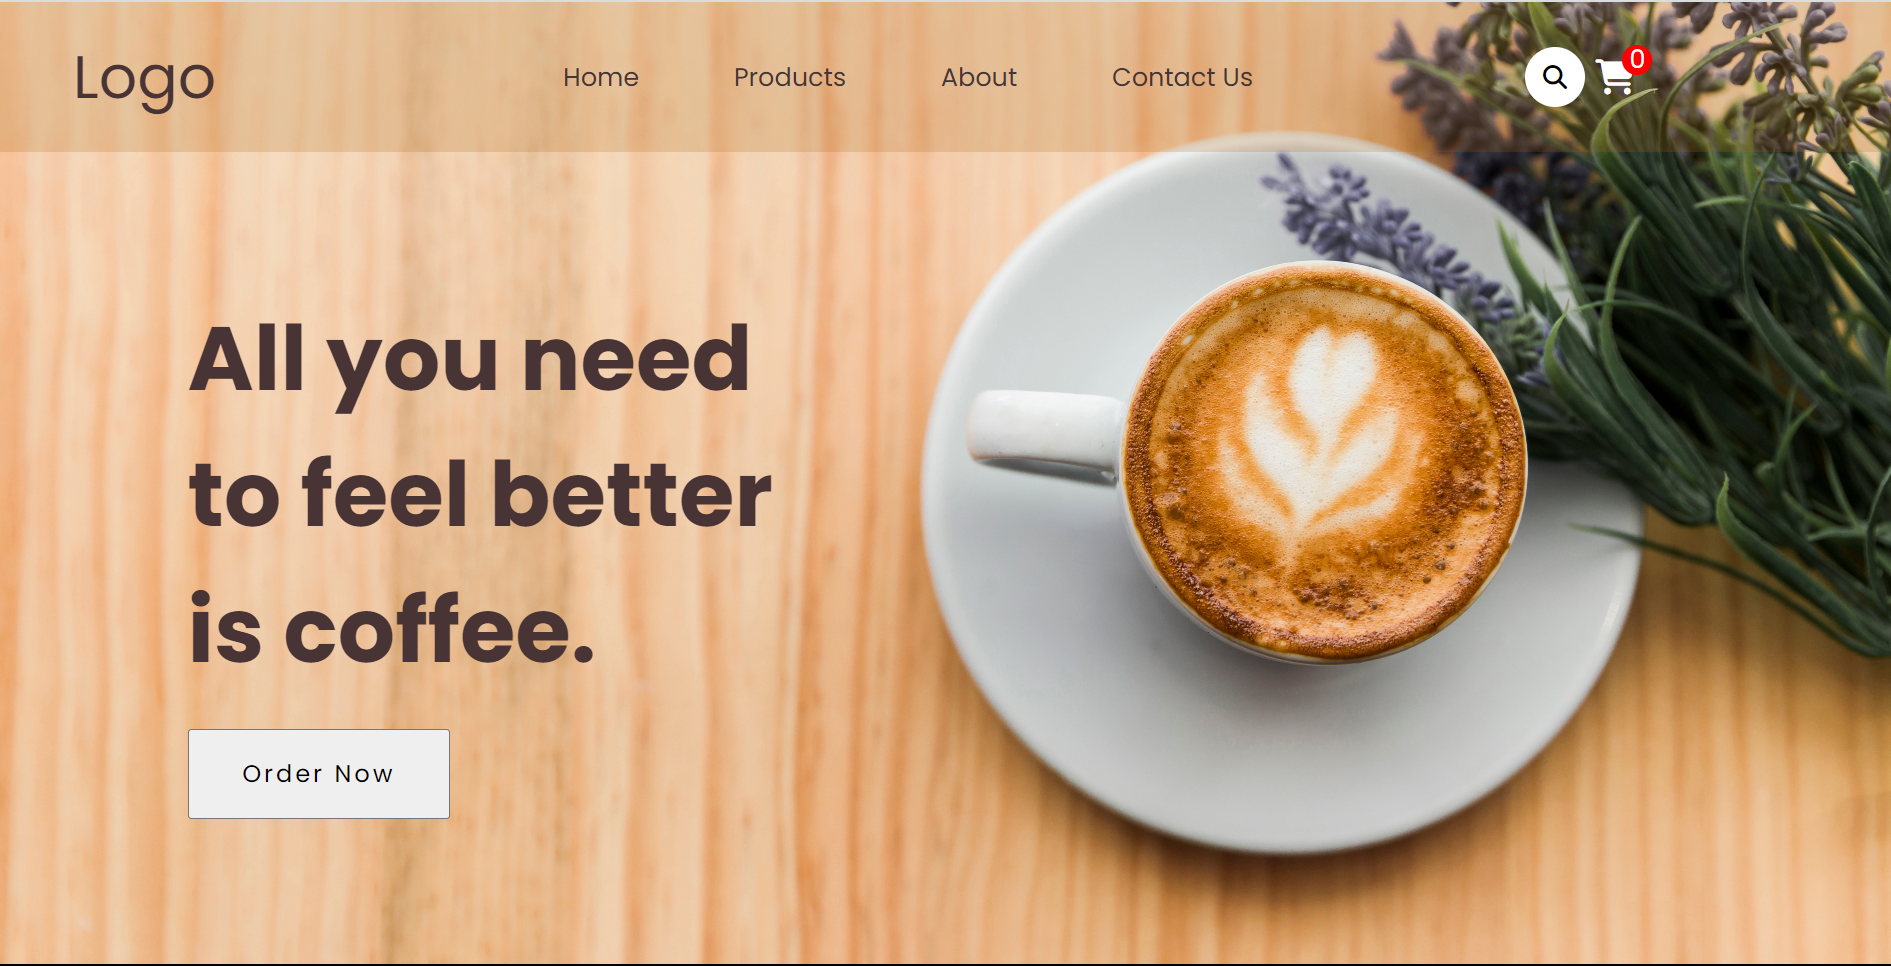 Logo
Home
Products
About
Contact Us
0
All you need
to feel better
is coffee.
Order Now